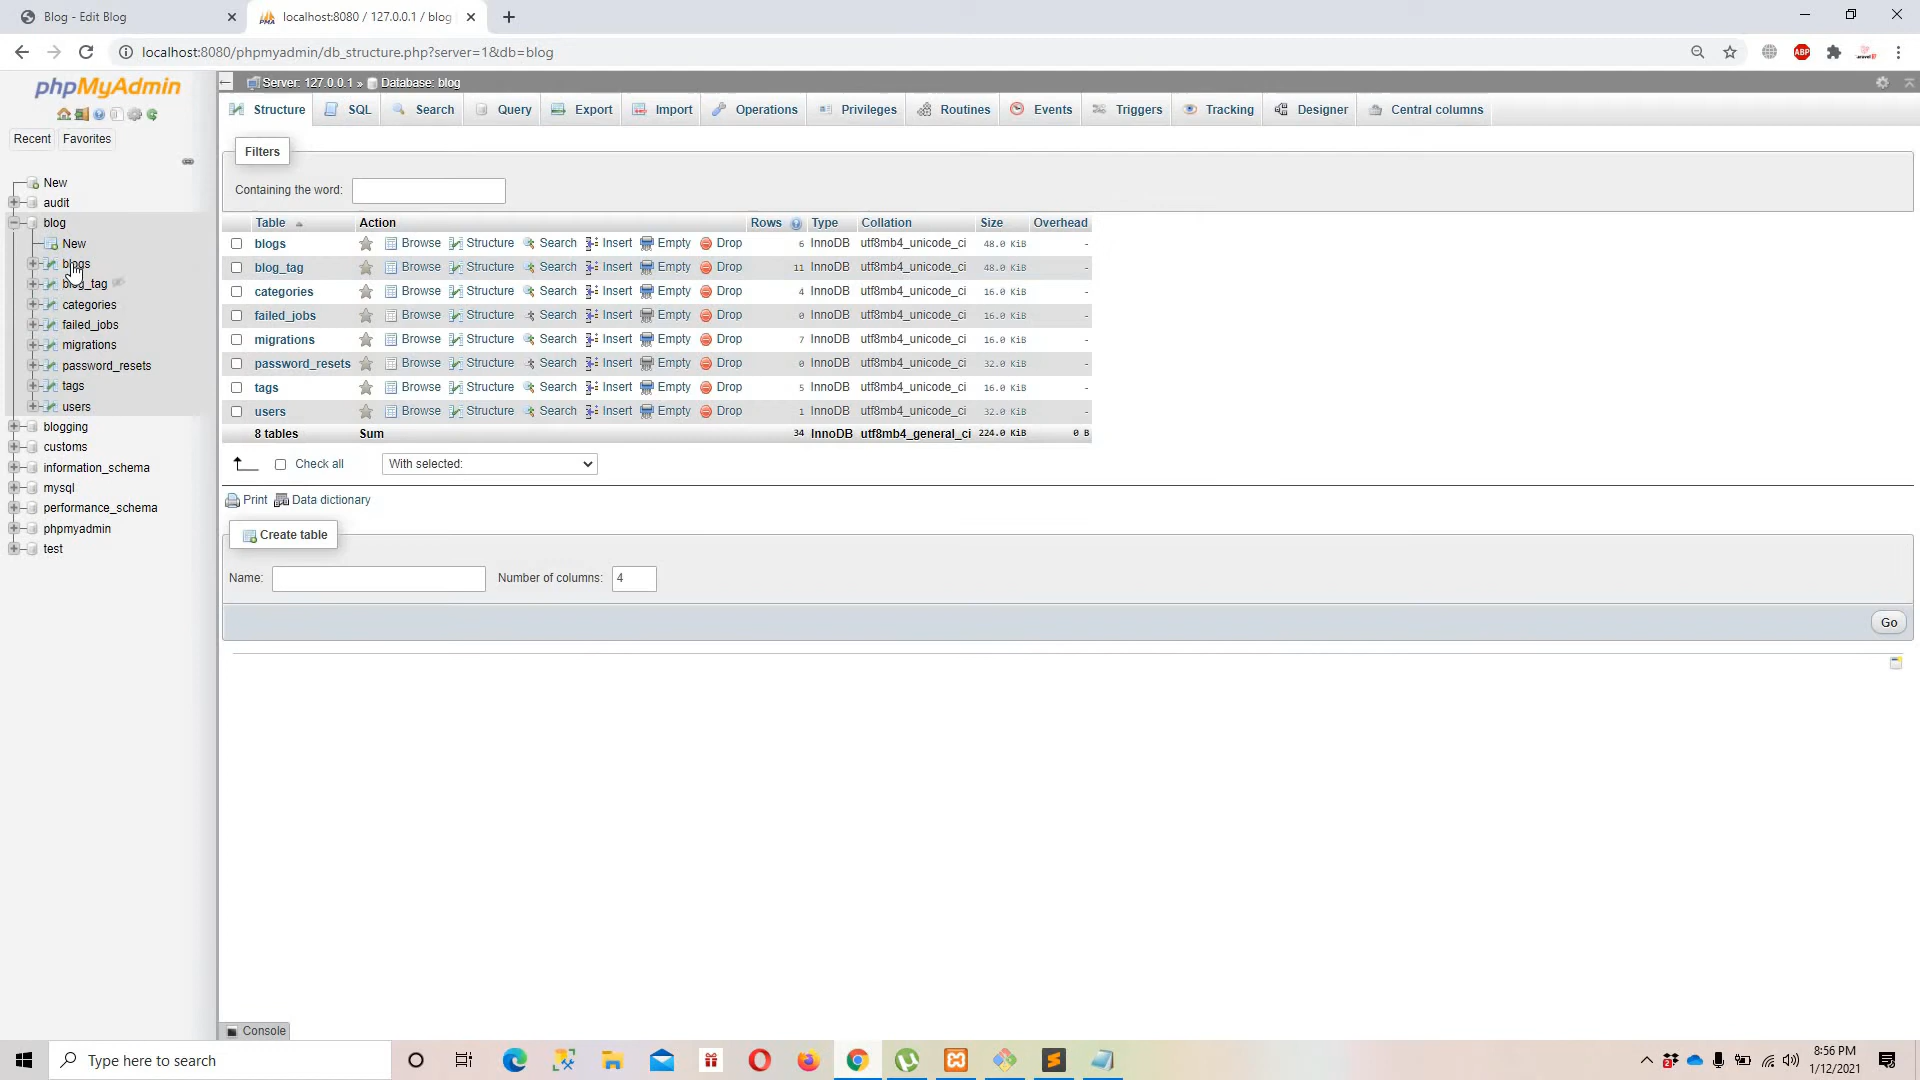 Blog - Edit Blog
localhost:8080 / 127.0.0.1 / blog
localhost:8080/phpmyadmin/db_structure.php?server=1&db=blog
ABP
phpMyAdmin
Recent Favorites
New
audit
blog
New
blogs
blog_tag
categories
failed_jobs
migrations
password_resets
tags
users
blogging
customs
information_schema
mysql
performance_schema
phpmyadmin
test
Server: 127.0.0.1 » Database: blog
Structure SQL Search Query Export Import Operations Privileges Routines Events Triggers Tracking Designer Central columns
Filters
Containing the word:
Table Action Rows Type Collation Size Overhead
blogs Browse Structure Search Insert Empty Drop 6 InnoDB utf8mb4_unicode_ci 48.0 KiB -
blog_tag Browse Structure Search Insert Empty Drop 11 InnoDB utf8mb4_unicode_ci 48.0 KiB -
categories Browse Structure Search Insert Empty Drop 4 InnoDB utf8mb4_unicode_ci 16.0 KiB -
failed_jobs Browse Structure Search Insert Empty Drop 0 InnoDB utf8mb4_unicode_ci 16.0 KiB -
migrations Browse Structure Search Insert Empty Drop 7 InnoDB utf8mb4_unicode_ci 16.0 KiB -
password_resets Browse Structure Search Insert Empty Drop 0 InnoDB utf8mb4_unicode_ci 32.0 KiB -
tags Browse Structure Search Insert Empty Drop 5 InnoDB utf8mb4_unicode_ci 16.0 KiB -
users Browse Structure Search Insert Empty Drop 1 InnoDB utf8mb4_unicode_ci 32.0 KiB -
8 tables Sum 34 InnoDB utf8mb4_general_ci 224.0 KiB 0 B
Check all With selected:
Print Data dictionary
Create table
Name: Number of columns: 4
Go
Console
Type here to search
8:56 PM
1/12/2021